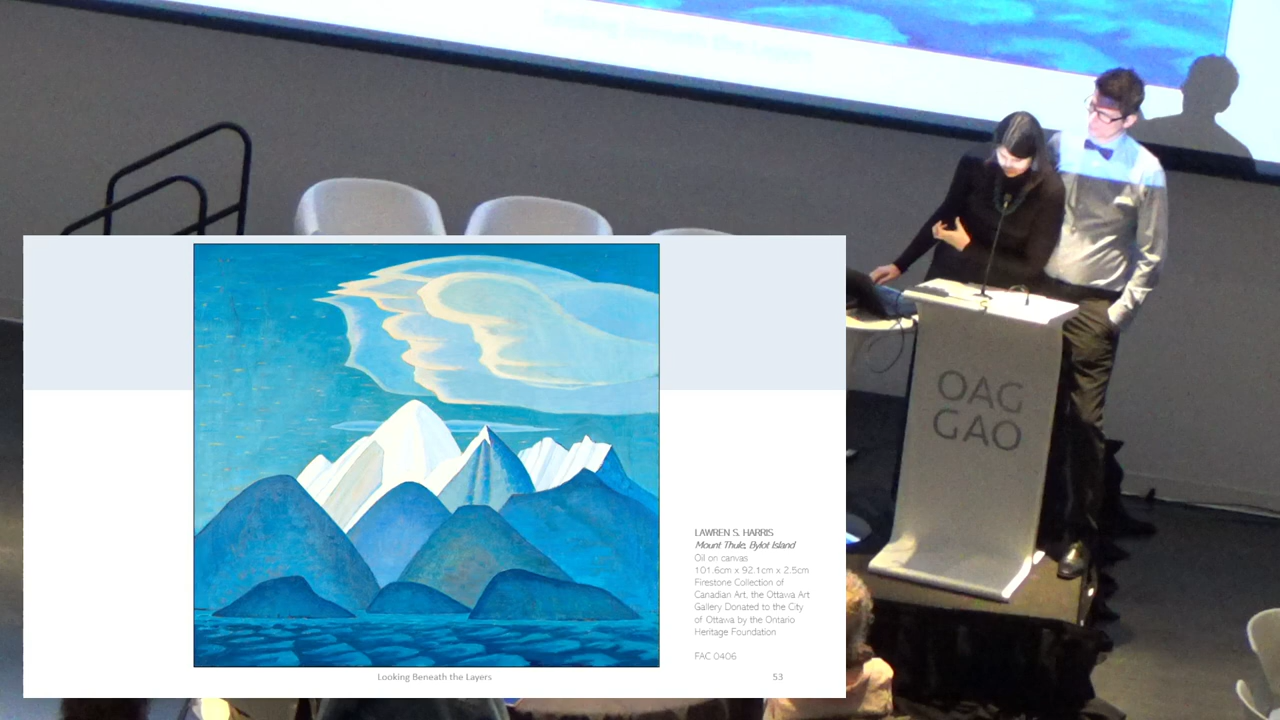 OAG
GAO
LAWREN S. HARRIS
Mount Thule, Bylot Island
Oil on canvas
101.6cm x 92.1cm x 2.5cm
Firestone Collection of
Canadian Art, the Ottawa Art
Gallery Donated to the City
of Ottawa by the Ontario
Heritage Foundation
FAC 0406
Looking Beneath the Layers
53